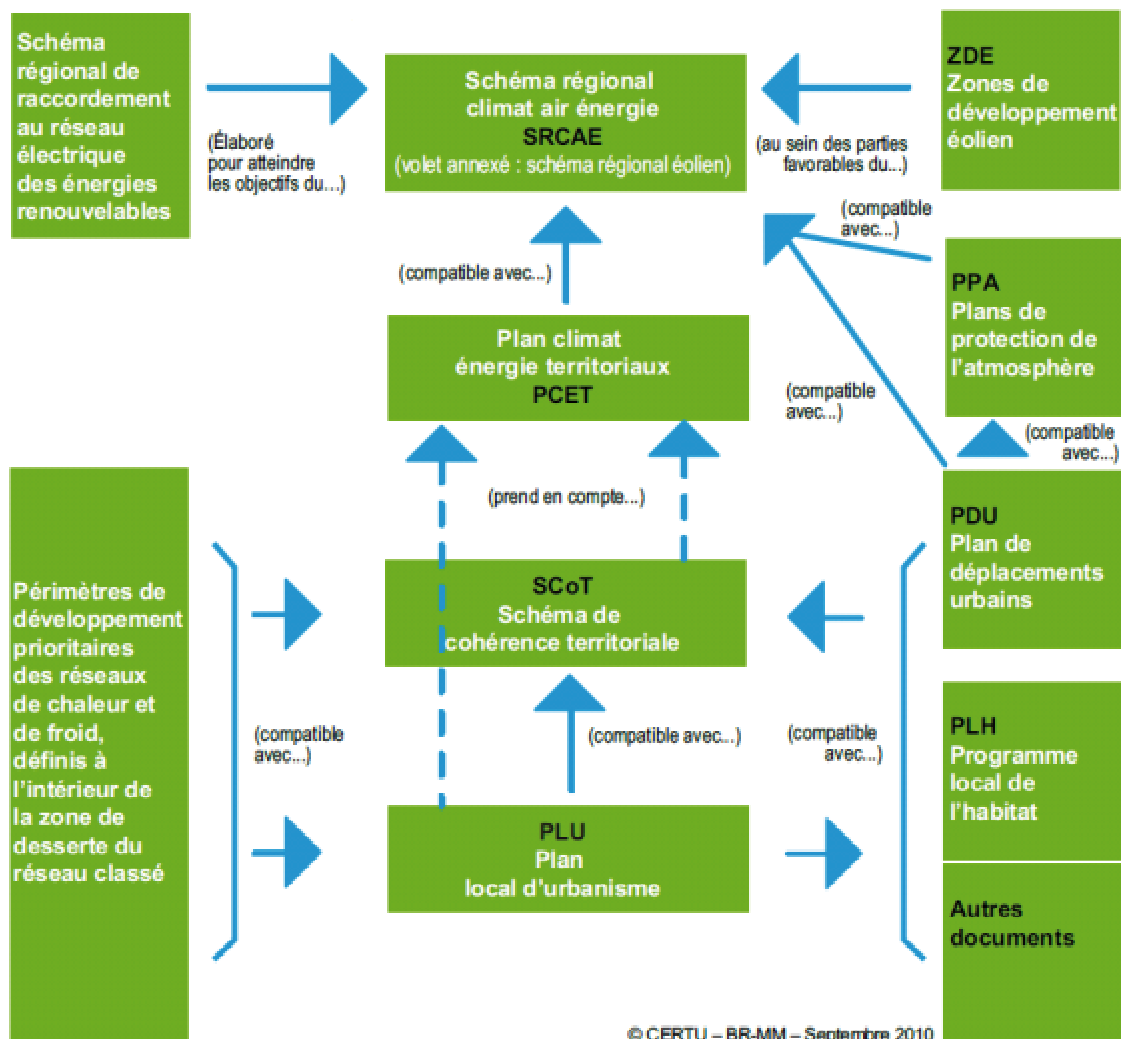 Schéma
régional de
raccordement
au réseau
électrique
des énergies
renouvelables
(Élaboré
pour atteindre
les objectifs du...)
Schéma régional
climat air énergie
SRCAE
(volet annexé : schéma régional éolien)
(au sein des parties
favorables du...)
ZDE
Zones de
développement
éolien
(compatible
avec...)
(compatible avec...)
PPA
Plans de
protection de
l'atmosphère
Plan climat
énergie territoriaux
PCET
(compatible
avec...)
(compatible
avec...)
(prend en compte...)
PDU
Plan de
déplacements
urbains
Périmètres de
développement
prioritaires
des réseaux
de chaleur et
de froid,
définis à
l'intérieur de
la zone de
desserte du
réseau classé
SCoT
Schéma de
cohérence territoriale
(compatible
avec...)
(compatible avec...)
(compatible
avec...)
PLH
Programme
local de
l'habitat
PLU
Plan
local d'urbanisme
Autres
documents
© CERTU – BR-MM – Septembre 2010